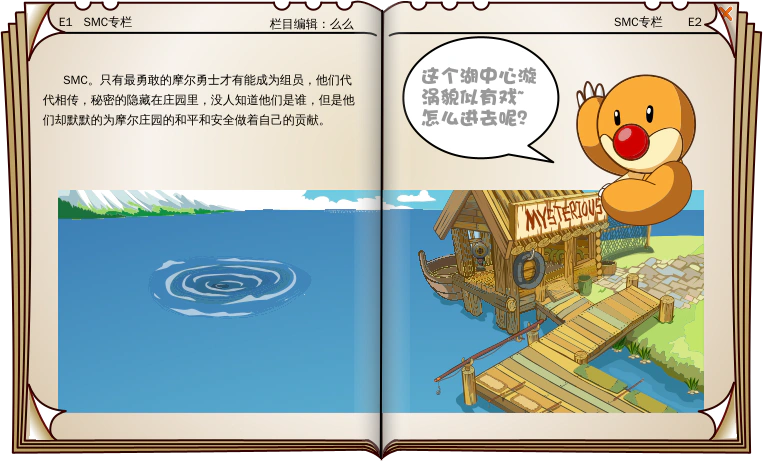 E1 SMC专栏
栏目编辑：么么
SMC。只有最勇敢的摩尔勇士才有能成为组员，他们代
代相传，秘密的隐藏在庄园里，没人知道他们是谁，但是他
们却默默的为摩尔庄园的和平和安全做着自己的贡献。
SMC专栏 E2
这个湖中心漩
涡貌似有戏~
怎么进去呢？
MYSTERIOUS